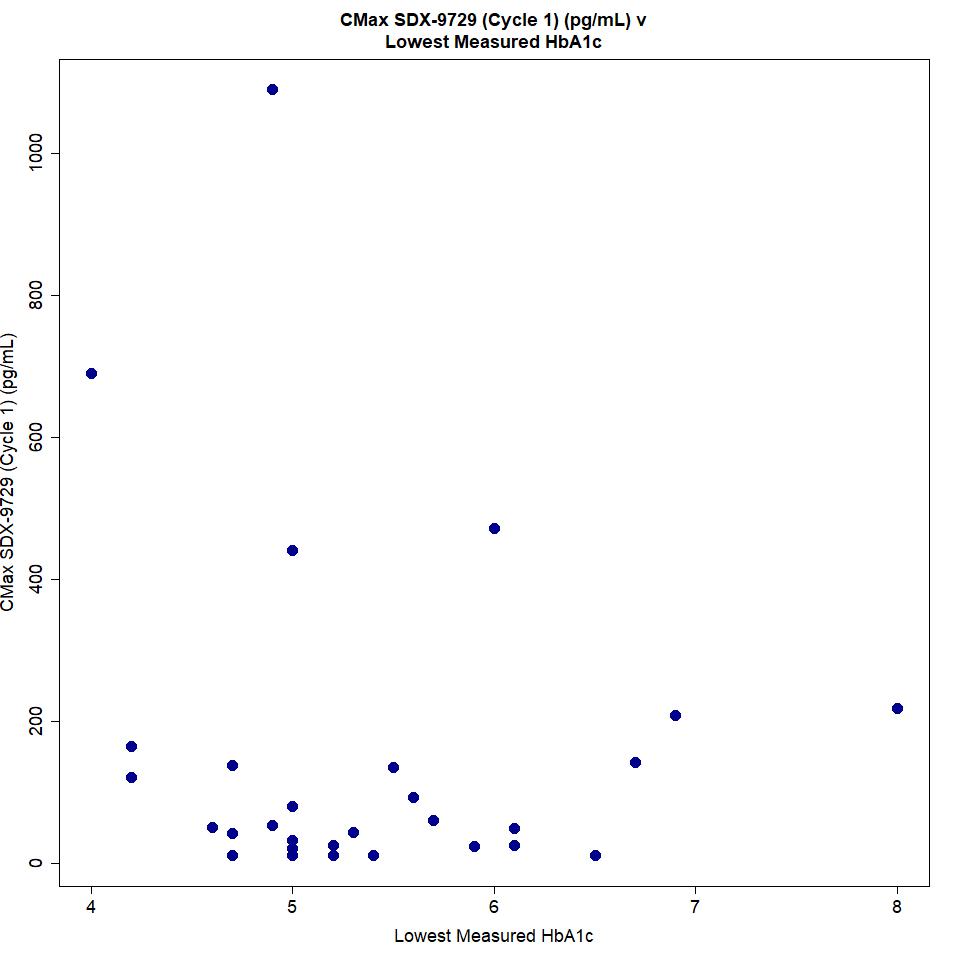 CMax SDX-9729 (Cycle 1) (pg/mL) v
Lowest Measured HbA1c
CMax SDX-9729 (Cycle 1) (pg/mL)
1000
800
600
400
200
0
4 5 6 7 8
Lowest Measured HbA1c